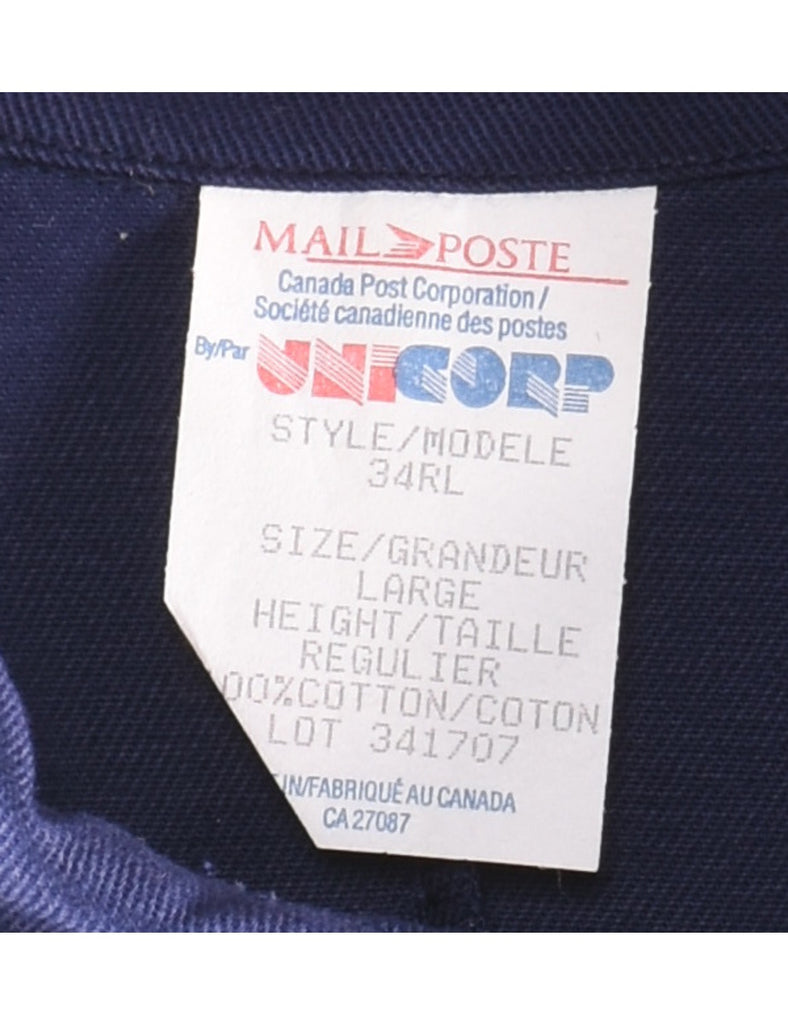 MAIL POSTE
Canada Post Corporation /
Société canadienne des postes
By/Par UNICORP
STYLE/MODELE
34RL
SIZE/GRANDEUR
LARGE
HEIGHT/TAILLE
REGULIER
00%COTTON/COTON
LOT 341707
IN/FABRIQUÉ AU CANADA
CA 27087